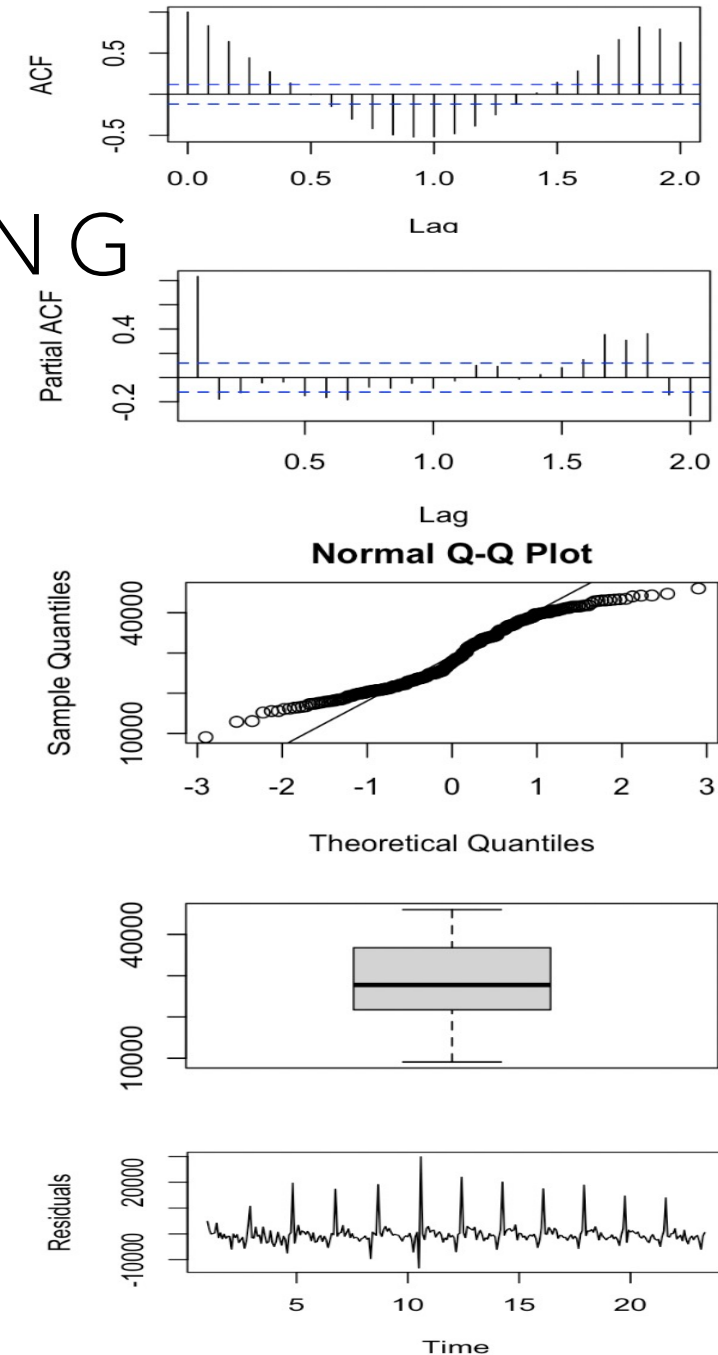 ACF
0.5
-0.5
0.0 0.5 1.0 1.5 2.0
Lag
NG
Partial ACF
0.4
-0.2
0.5 1.0 1.5 2.0
Lag
Normal Q-Q Plot
Sample Quantiles
40000
10000
-3 -2 -1 0 1 2 3
Theoretical Quantiles
40000
10000
Residuals
20000
-10000
5 10 15 20
Time